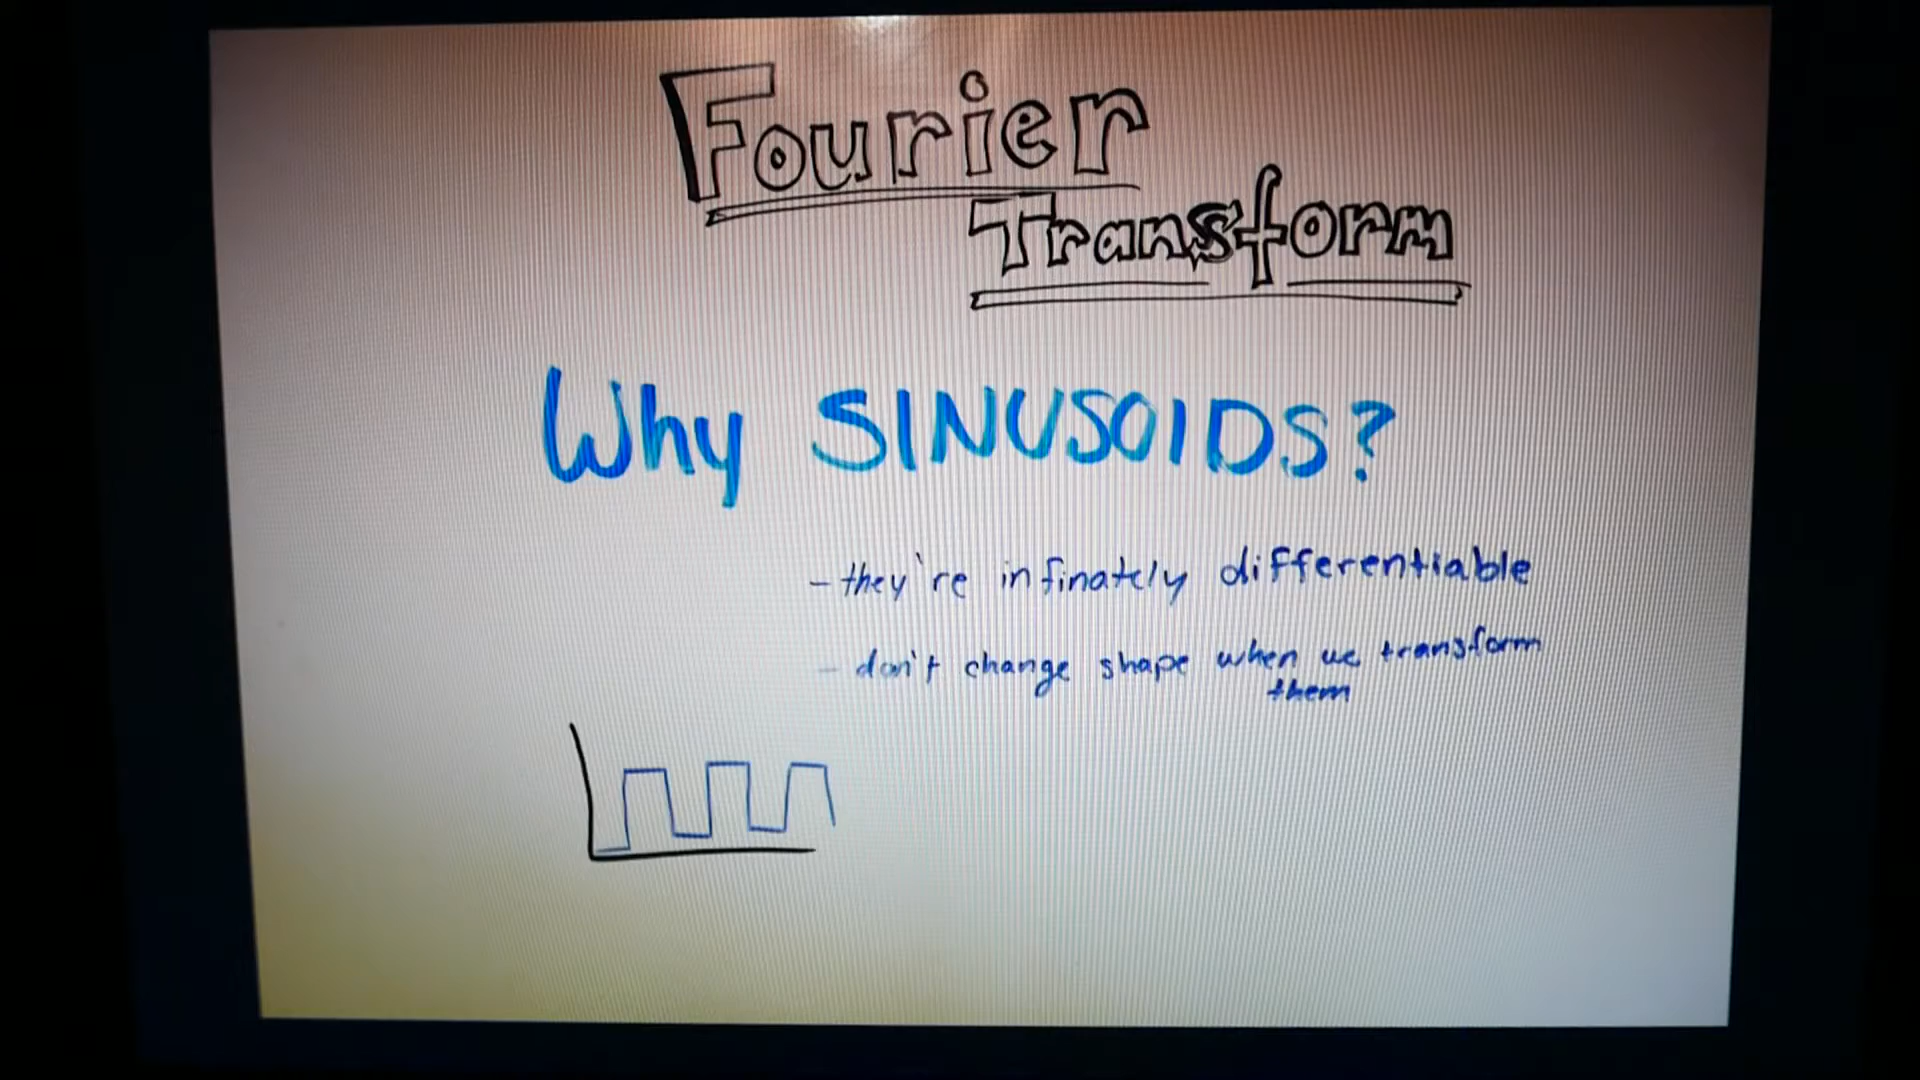 Fourier
Transform
Why SINUSOIDS?
- they're infinately differentiable
- don't change shape when we transform
them